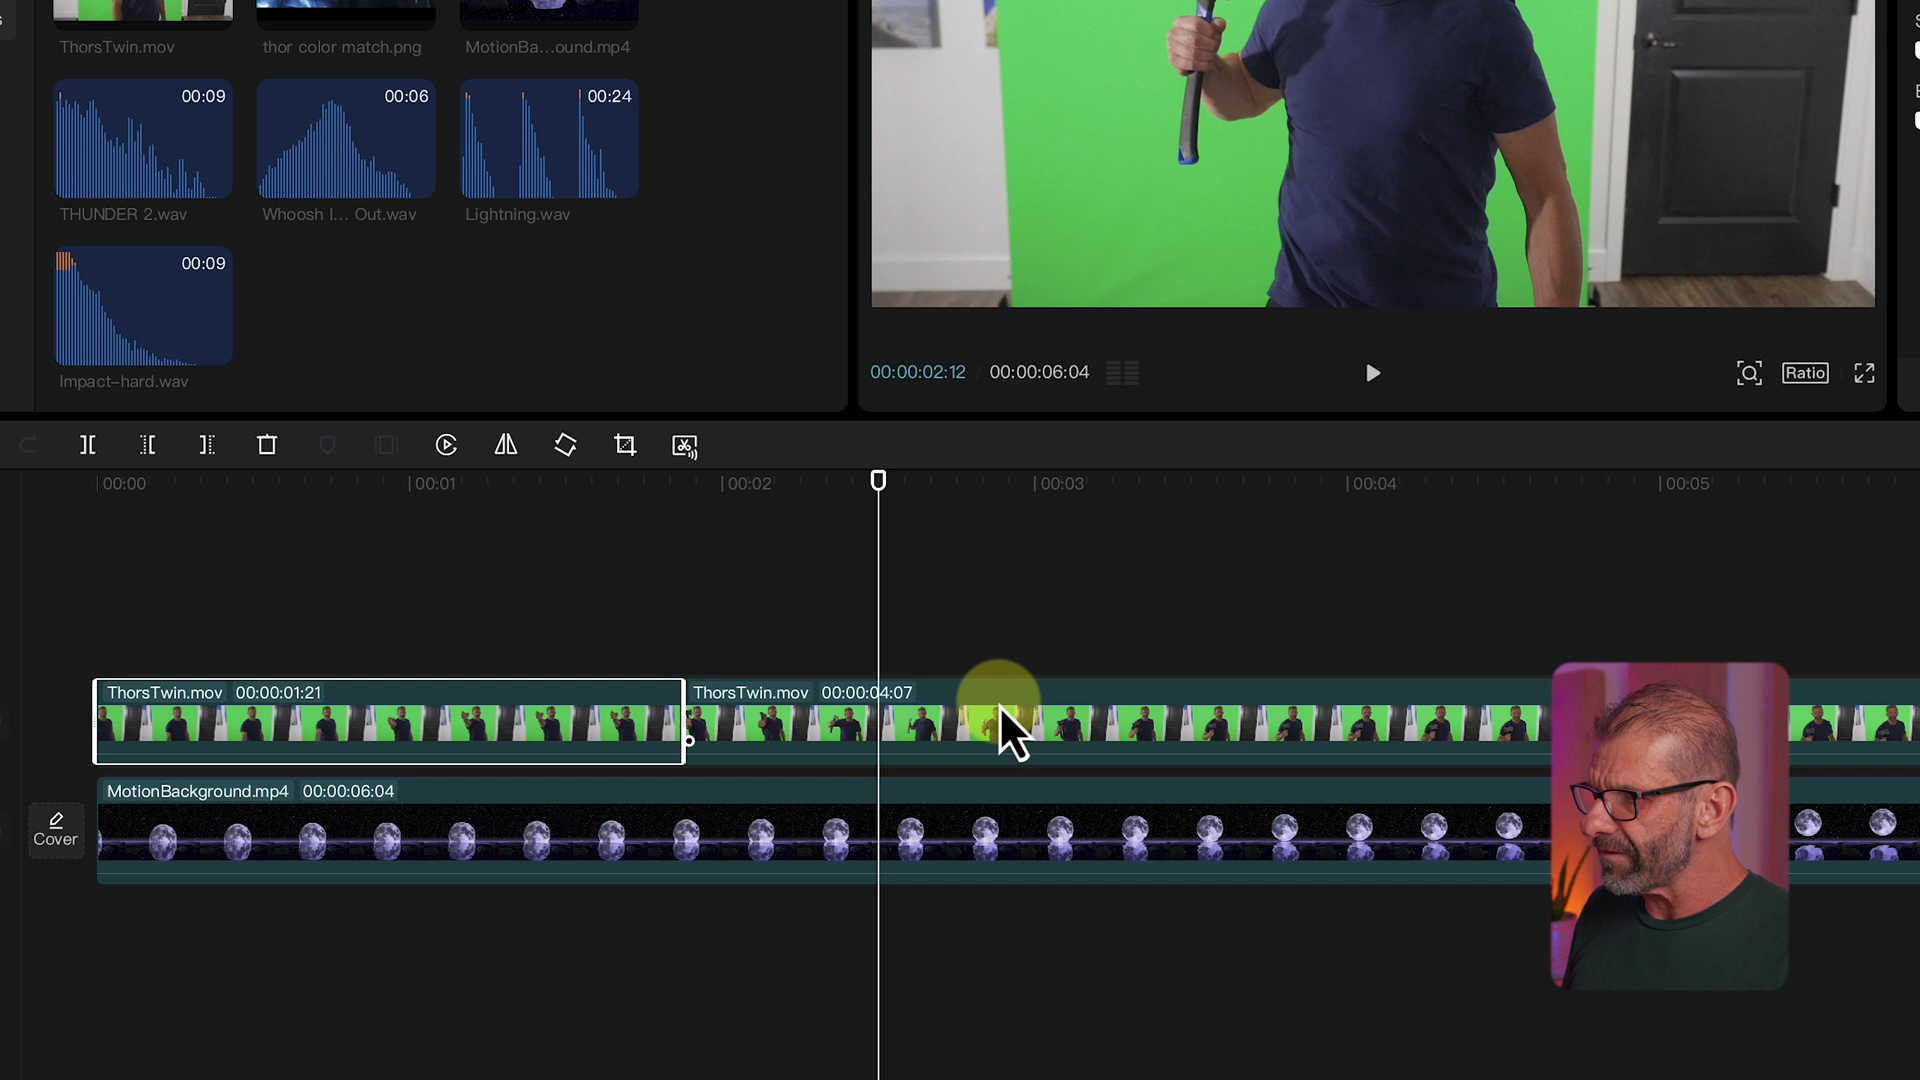 ThorsTwin.mov
thor color match.png
MotionBa...ound.mp4
00:09
00:06
00:24
THUNDER 2.wav
Whoosh I... Out.wav
Lightning.wav
00:09
Impact-hard.wav
00:00:02:12 / 00:00:06:04
Ratio
00:00
00:01
00:02
00:03
00:04
00:05
ThorsTwin.mov 00:00:01:21
ThorsTwin.mov 00:00:04:07
MotionBackground.mp4 00:00:06:04
Cover